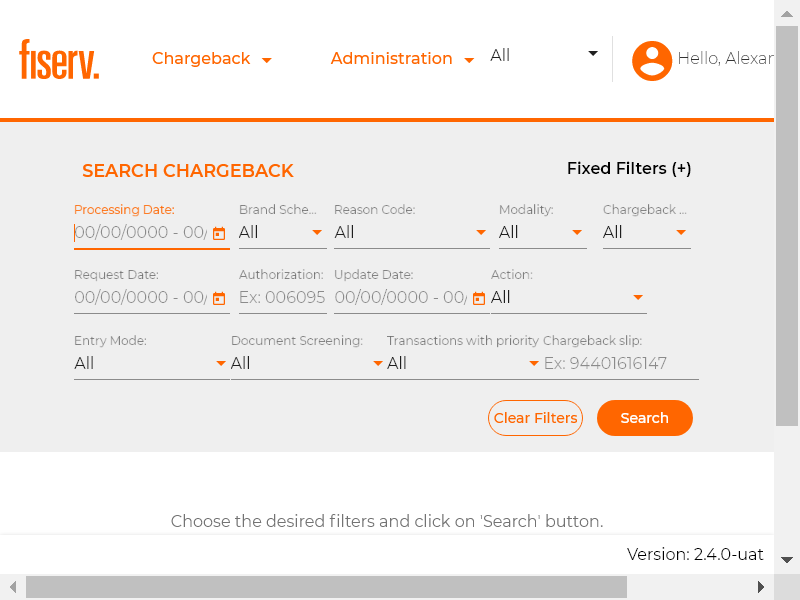 fiserv.
Chargeback
Administration
All
Hello, Alexar
SEARCH CHARGEBACK
Fixed Filters (+)
Processing Date:
Brand Sche...
Reason Code:
Modality:
Chargeback ...
00/00/0000 - 00/
All
All
All
All
Request Date:
Authorization:
Update Date:
Action:
00/00/0000 - 00/
Ex: 006095
00/00/0000 - 00/
All
Entry Mode:
Document Screening:
Transactions with priority
Chargeback slip:
All
All
All
Ex: 94401616147
Clear Filters
Search
Choose the desired filters and click on 'Search' button.
Version: 2.4.0-uat